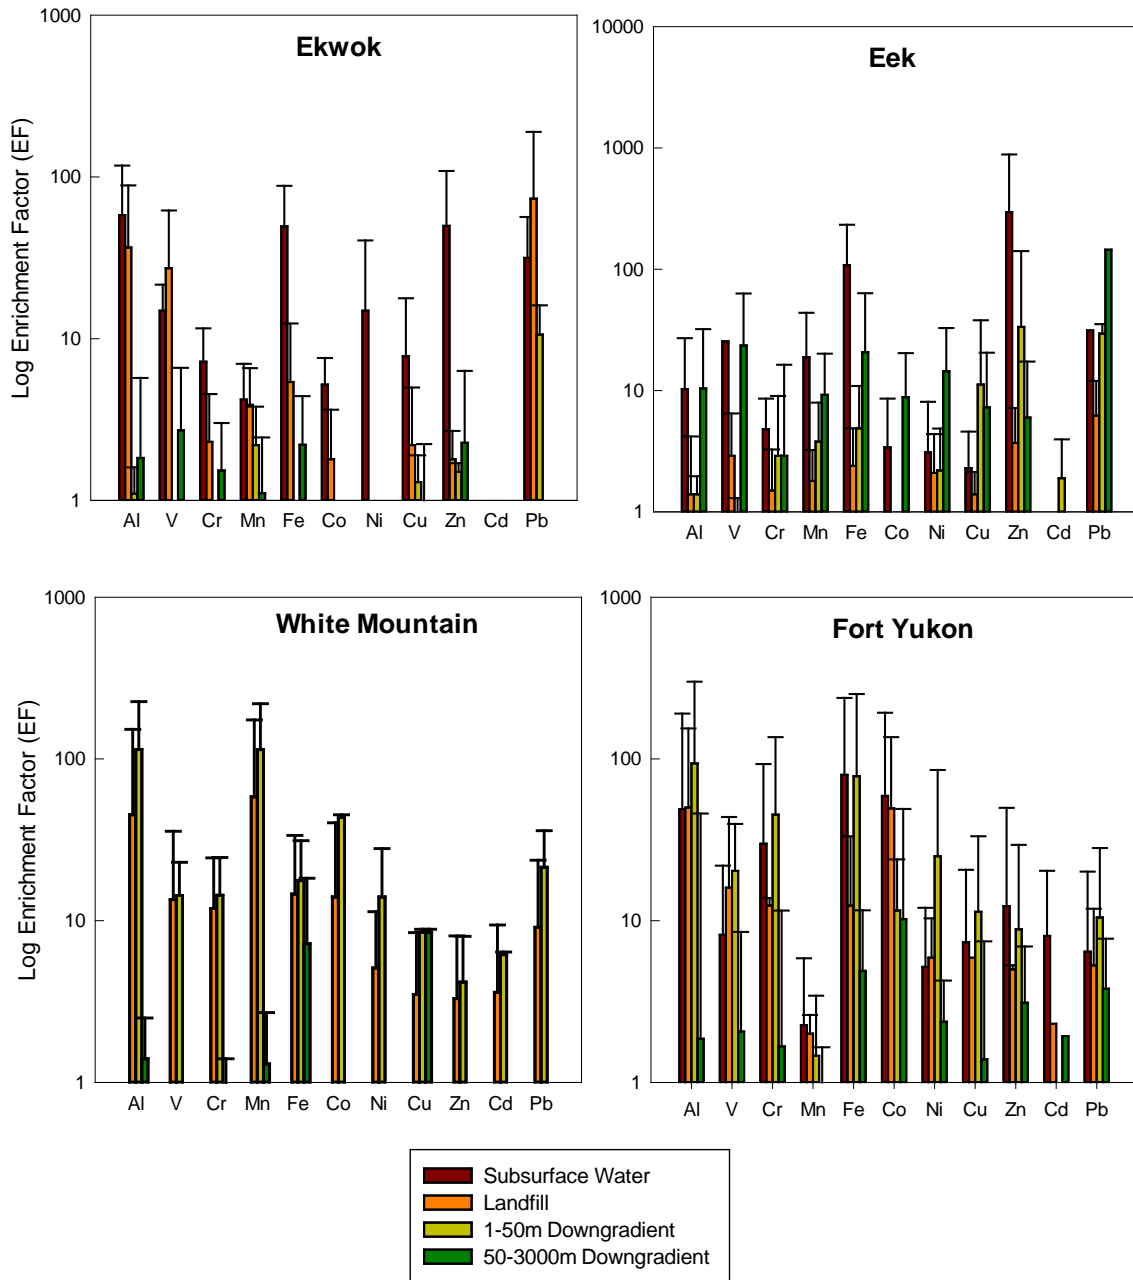 Ekwok
Log Enrichment Factor (EF)
1000
100
10
1
Al V Cr Mn Fe Co Ni Cu Zn Cd Pb
Eek
10000
1000
100
10
1
Al V Cr Mn Fe Co Ni Cu Zn Cd Pb
White Mountain
Log Enrichment Factor (EF)
1000
100
10
1
Al V Cr Mn Fe Co Ni Cu Zn Cd Pb
Fort Yukon
1000
100
10
1
Al V Cr Mn Fe Co Ni Cu Zn Cd Pb
Subsurface Water
Landfill
1-50m Downgradient
50-3000m Downgradient